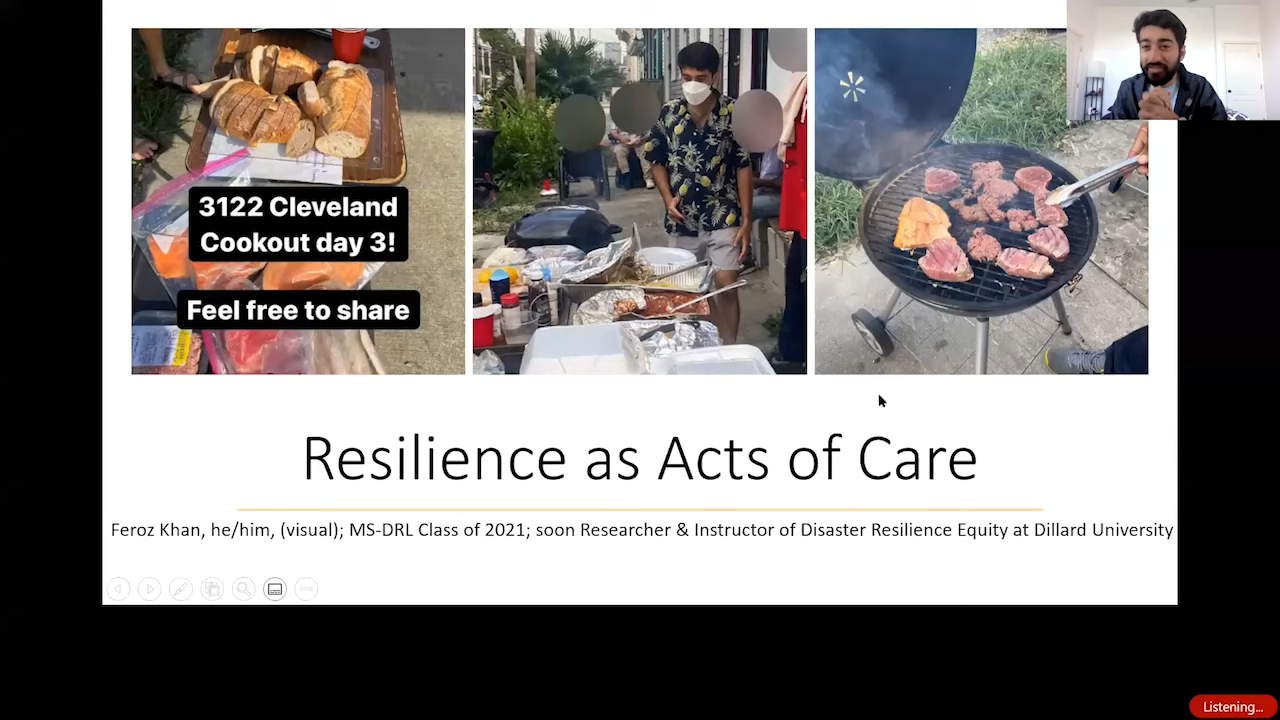 3122 Cleveland
Cookout day 3!
Feel free to share
Resilience as Acts of Care
Feroz Khan, he/him, (visual); MS-DRL Class of 2021; soon Researcher & Instructor of Disaster Resilience Equity at Dillard University
Listening...